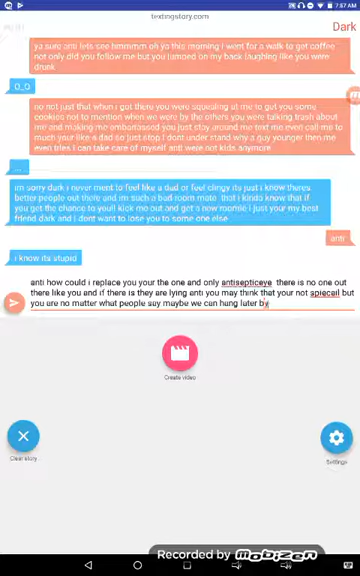 7:57 AM
textingstory.com
Dark
ya sure anti lets see hmmmm oh ya this morning i went for a walk to get coffee
not only did you follow me but you jumped on my back laughing like you were
drunk
O_O
no not just that when i got there you were squealing at me to get you some
cookies not to mention when we were by the others you were talking trash about
me and making me embarrassed you just stay around me text me even call me to
much your like a dad so just stop i dont under stand why a guy younger then me
even tries I can take care of myself anti were not kids anymore
...
im sorry dark i never ment to feel like a dad or feel clingy its just i know theres
better people out there and im such a bad room mate that i kinda know that if
you get the chance to youll kick me out and get a new roomie i just your my best
friend dark and i dont want to lose you to some one else
anti
i know its stupid
anti how could i replace you your the one and only antisepticeye there is no one out
there like you and if there is they are lying anti you may think that your not spieceil but
you are no matter what people say maybe we can hang later by
Create video
Clear story
Settings
Recorded by Mobizen